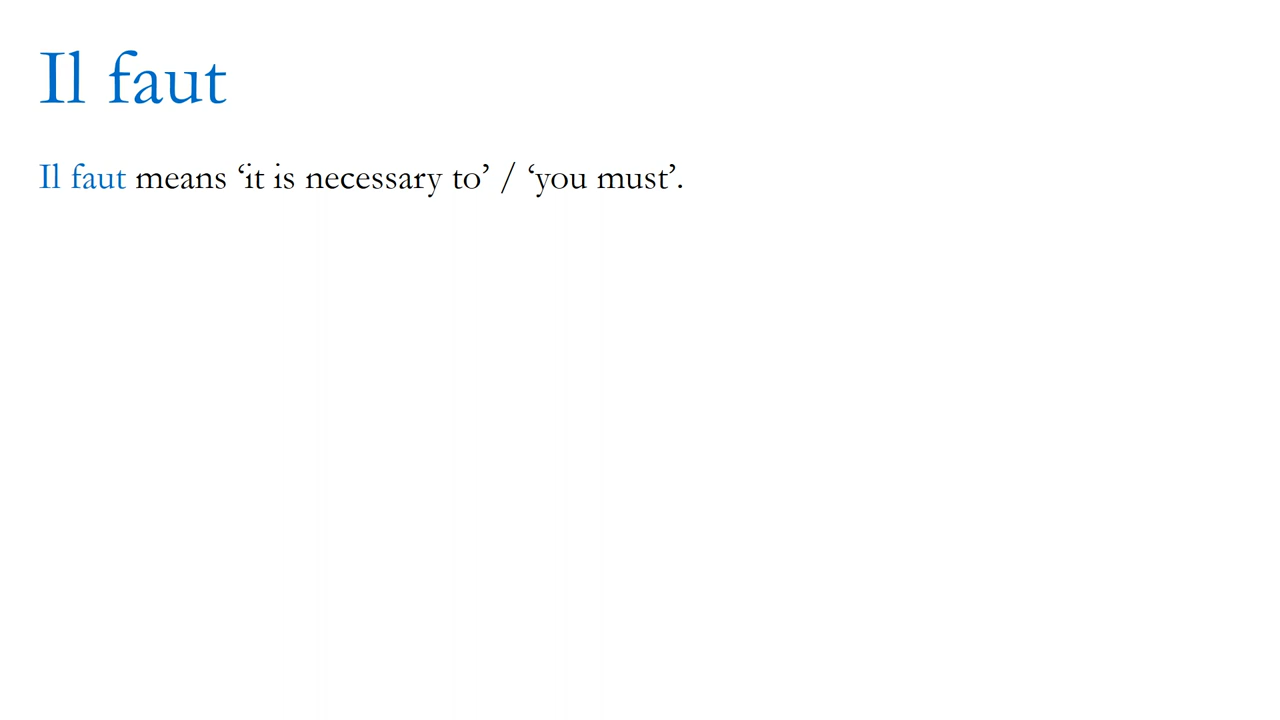 Il faut
Il faut means ‘it is necessary to’ / ‘you must’.